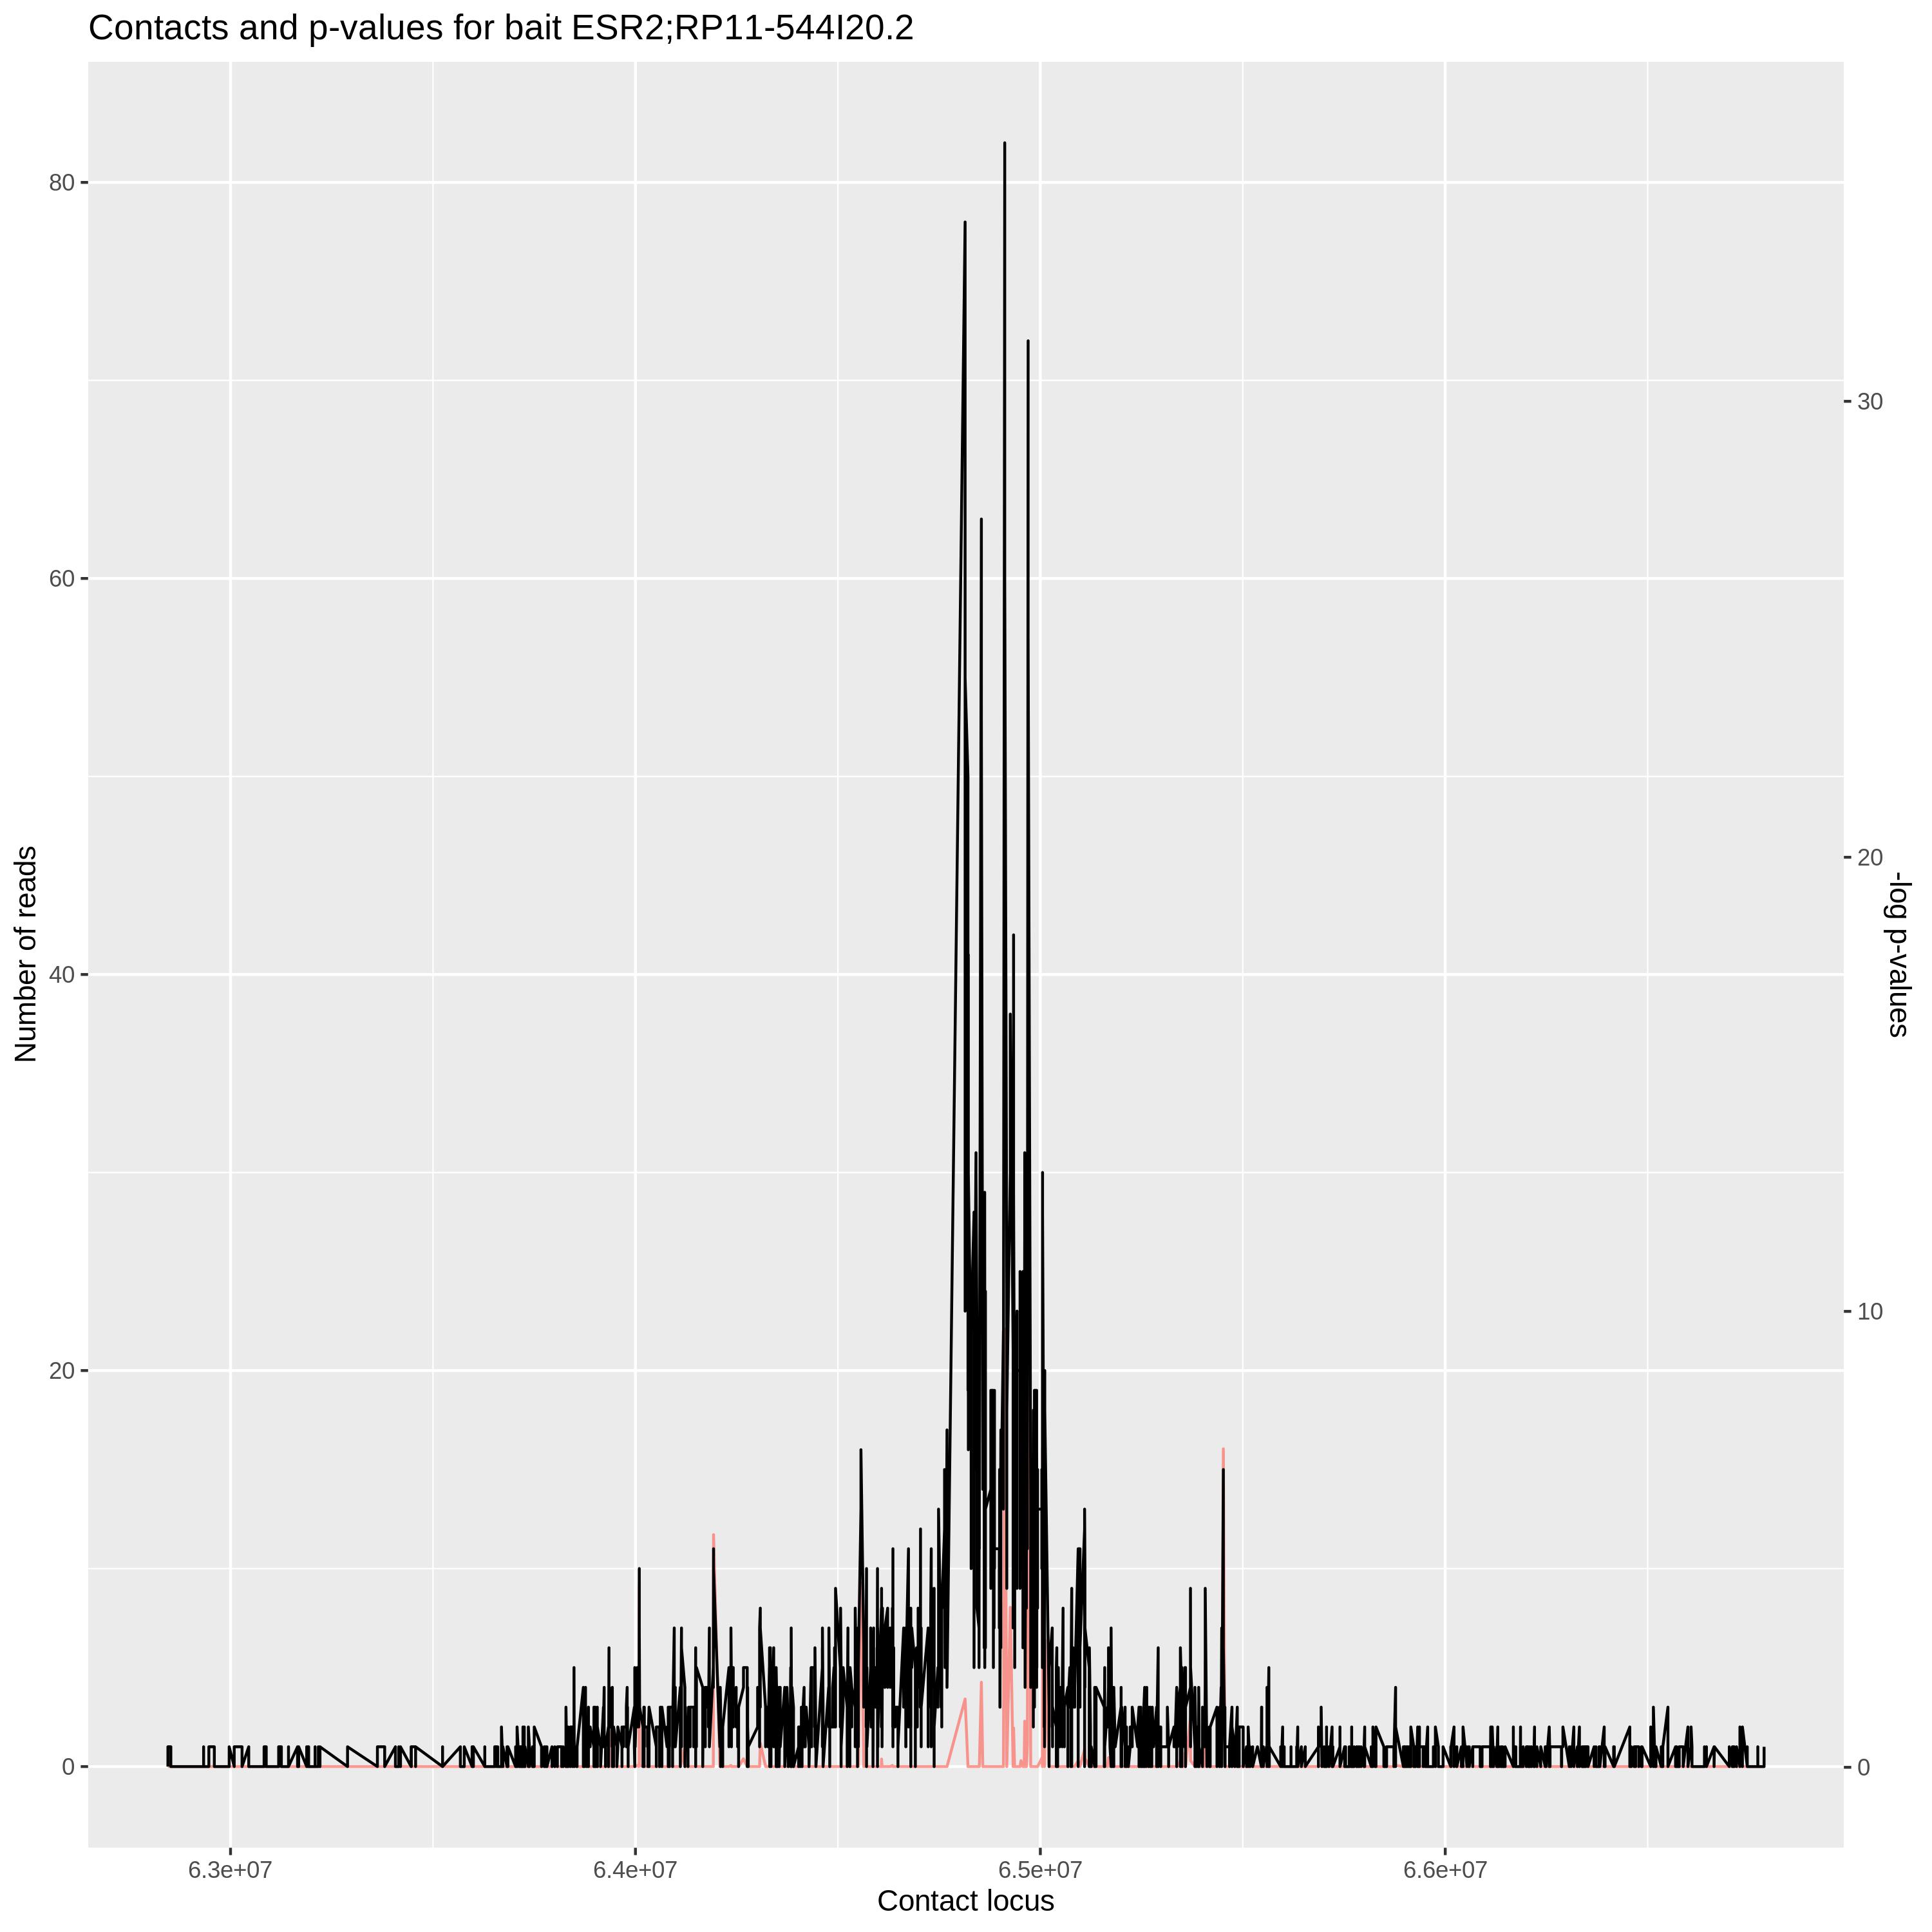 Contacts and p-values for bait ESR2;RP11-544I20.2
80
60
40
20
0
Number of reads
30
20
10
0
-log p-values
6.3e+07 6.4e+07 6.5e+07 6.6e+07
Contact locus